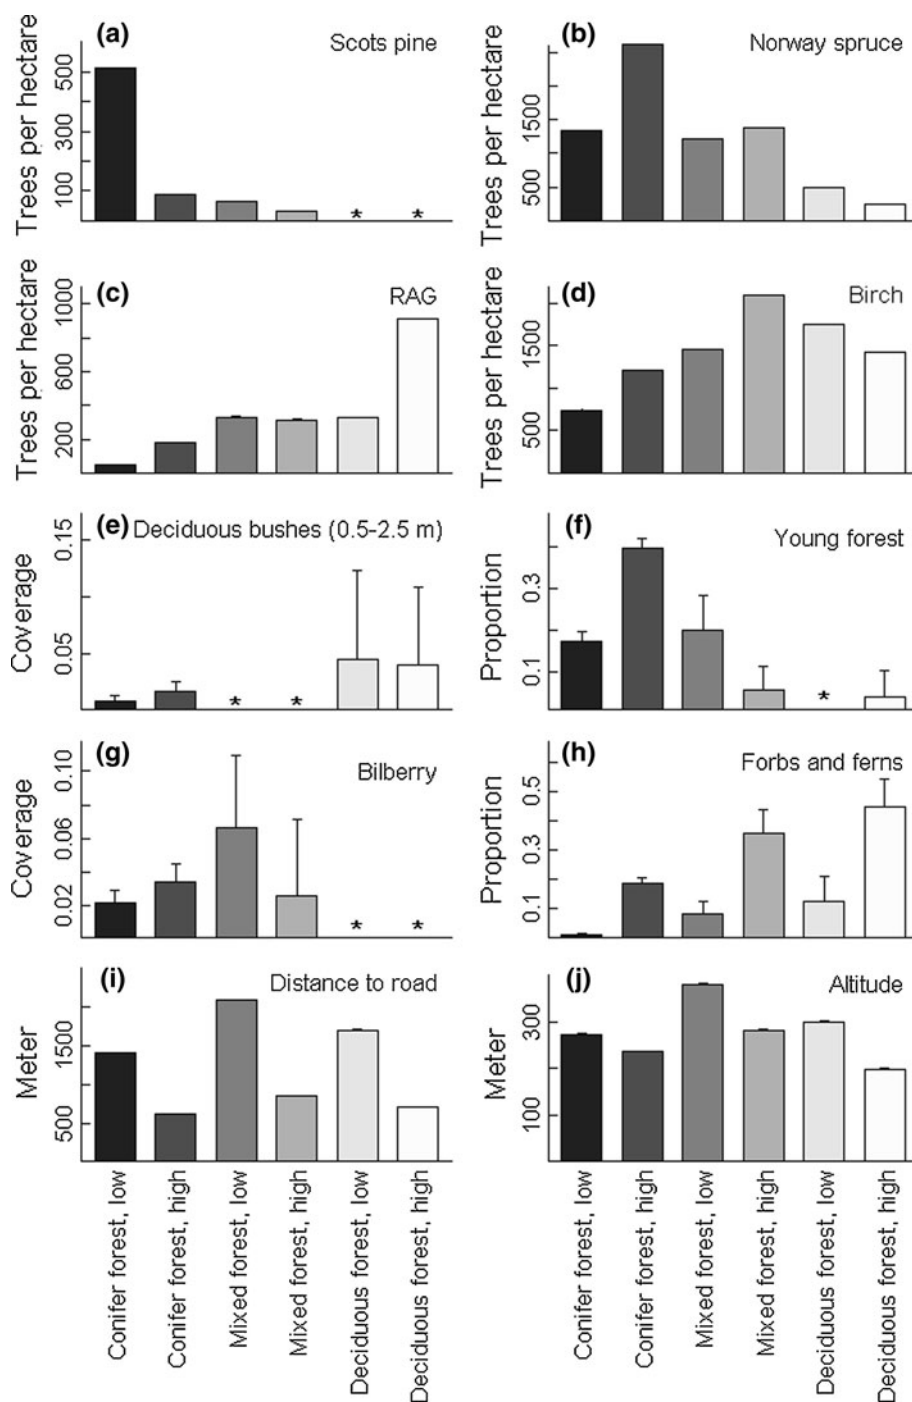 (a)
Scots pine
Trees per hectare
500
300
100
*
*
(b)
Norway spruce
Trees per hectare
1500
500
(c)
RAG
Trees per hectare
1000
600
200
(d)
Birch
Trees per hectare
1500
500
(e)
Deciduous bushes (0.5-2.5 m)
Coverage
0.15
0.05
*
*
(f)
Young forest
Proportion
0.3
0.1
*
(g)
Bilberry
Coverage
0.10
0.06
0.02
*
*
(h)
Forbs and ferns
Proportion
0.5
0.3
0.1
(i)
Distance to road
Meter
1500
500
(j)
Altitude
Meter
300
100
Conifer forest, low
Conifer forest, high
Mixed forest, low
Mixed forest, high
Deciduous forest, low
Deciduous forest, high
Conifer forest, low
Conifer forest, high
Mixed forest, low
Mixed forest, high
Deciduous forest, low
Deciduous forest, high